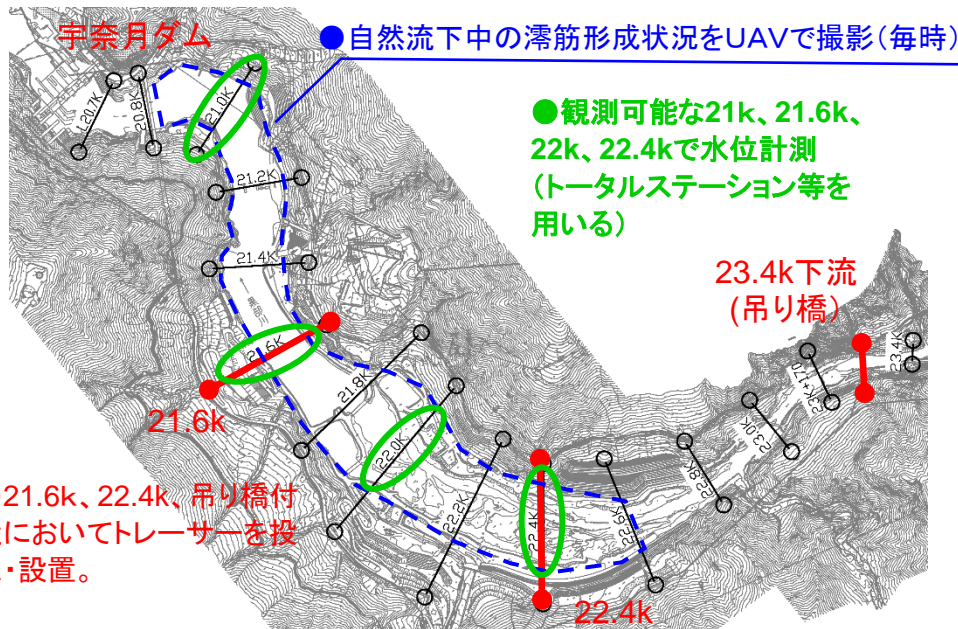 宇奈月ダム
●自然流下中の澪筋形成状況をUAVで撮影(毎時)
●観測可能な21k、21.6k、
22k、22.4kで水位計測
(トータルステーション等を
用いる)
20.7K
20.8K
21.0K
21.2K
21.4K
21.6K
21.8K
22.0K
22.2K
22.4K
22.6K
22.8K
23.0K
23K+170
23.4K
23.4k下流
(吊り橋)
21.6k
21.6k、22.4k、吊り橋付
においてトレーサーを投
・設置。
22.4k